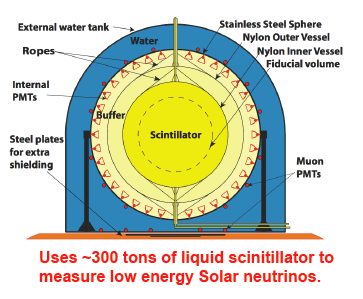 External water tank
Stainless Steel Sphere
Water
Nylon Outer Vessel
Ropes
Nylon Inner Vessel
Fiducial volume
Internal
PMTs
Buffer
Scintillator
Steel plates
for extra
shielding
Muon
PMTs
Uses ~300 tons of liquid scinitillator to
measure low energy Solar neutrinos.